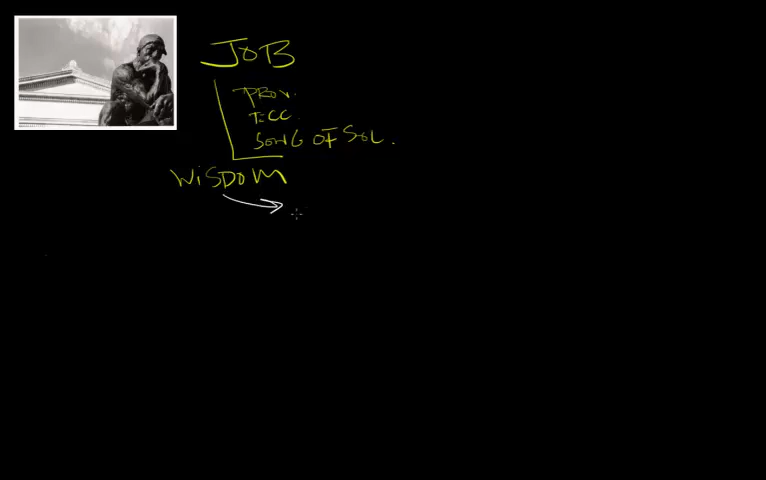 JOB
PROV.
ECC.
SONG OF SOL.
WISDOM